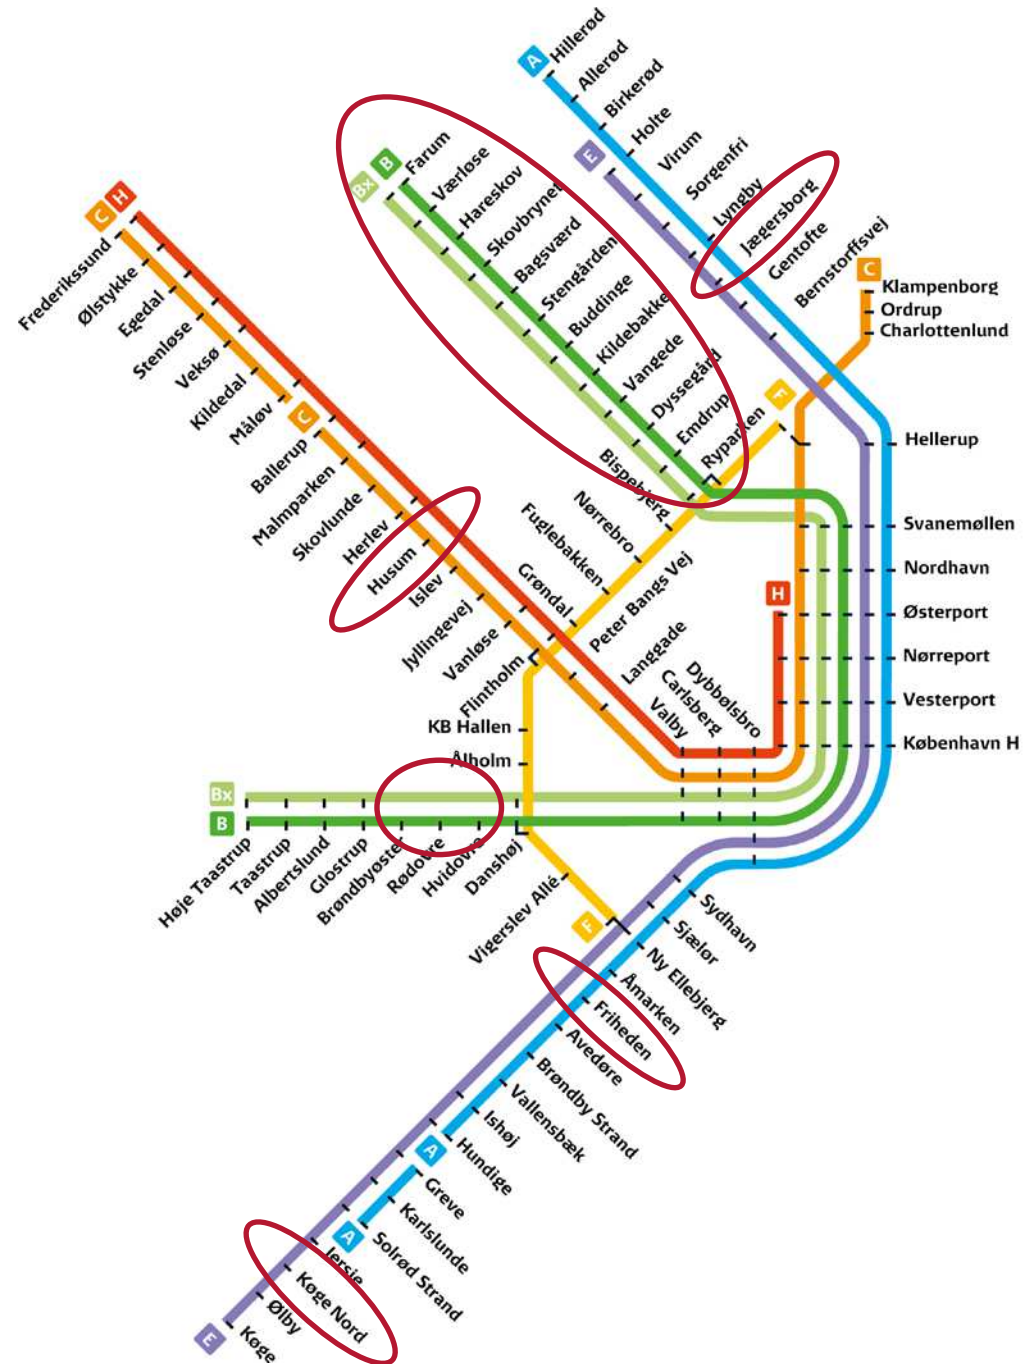 A
Hillerød
Allerød
Birkerød
Holte
Virum
Sorgenfri
Lyngby
Jægersborg
Gentofte
Bernstorffsvej
E
C
Klampenborg
Ordrup
Charlottenlund
Bx
B
Farum
Værløse
Hareskov
Skovbrynet
Bagsværd
Stengården
Buddinge
Kildebakke
Vangede
Dyssegård
Emdrup
Ryparken
F
C
H
Frederikssund
Ølstykke
Egedal
Stenløse
Veksø
Kildedal
Måløv
C
Ballerup
Malmparken
Skovlunde
Herlev
Husum
Islev
Jyllingevej
Vanløse
Flintholm
Bispebjerg
Nørrebro
Fuglebakken
Grøndal
Peter Bangs Vej
Langgade
Valby
Carlsberg
Dybbølsbro
H
Hellerup
Svanemøllen
Nordhavn
Østerport
Nørreport
Vesterport
København H
KB Hallen
Ålholm
Bx
B
Høje Taastrup
Taastrup
Albertslund
Glostrup
Brøndbyøster
Rødovre
Hvidovre
Danshøj
Vigerslev Allé
F
Sydhavn
Sjælør
Ny Ellebjerg
Åmarken
Friheden
Avedøre
Brøndby Strand
Vallensbæk
Ishøj
Hundige
A
Greve
Karlslunde
Solrød Strand
A
Jersie
Køge Nord
Ølby
Køge
E